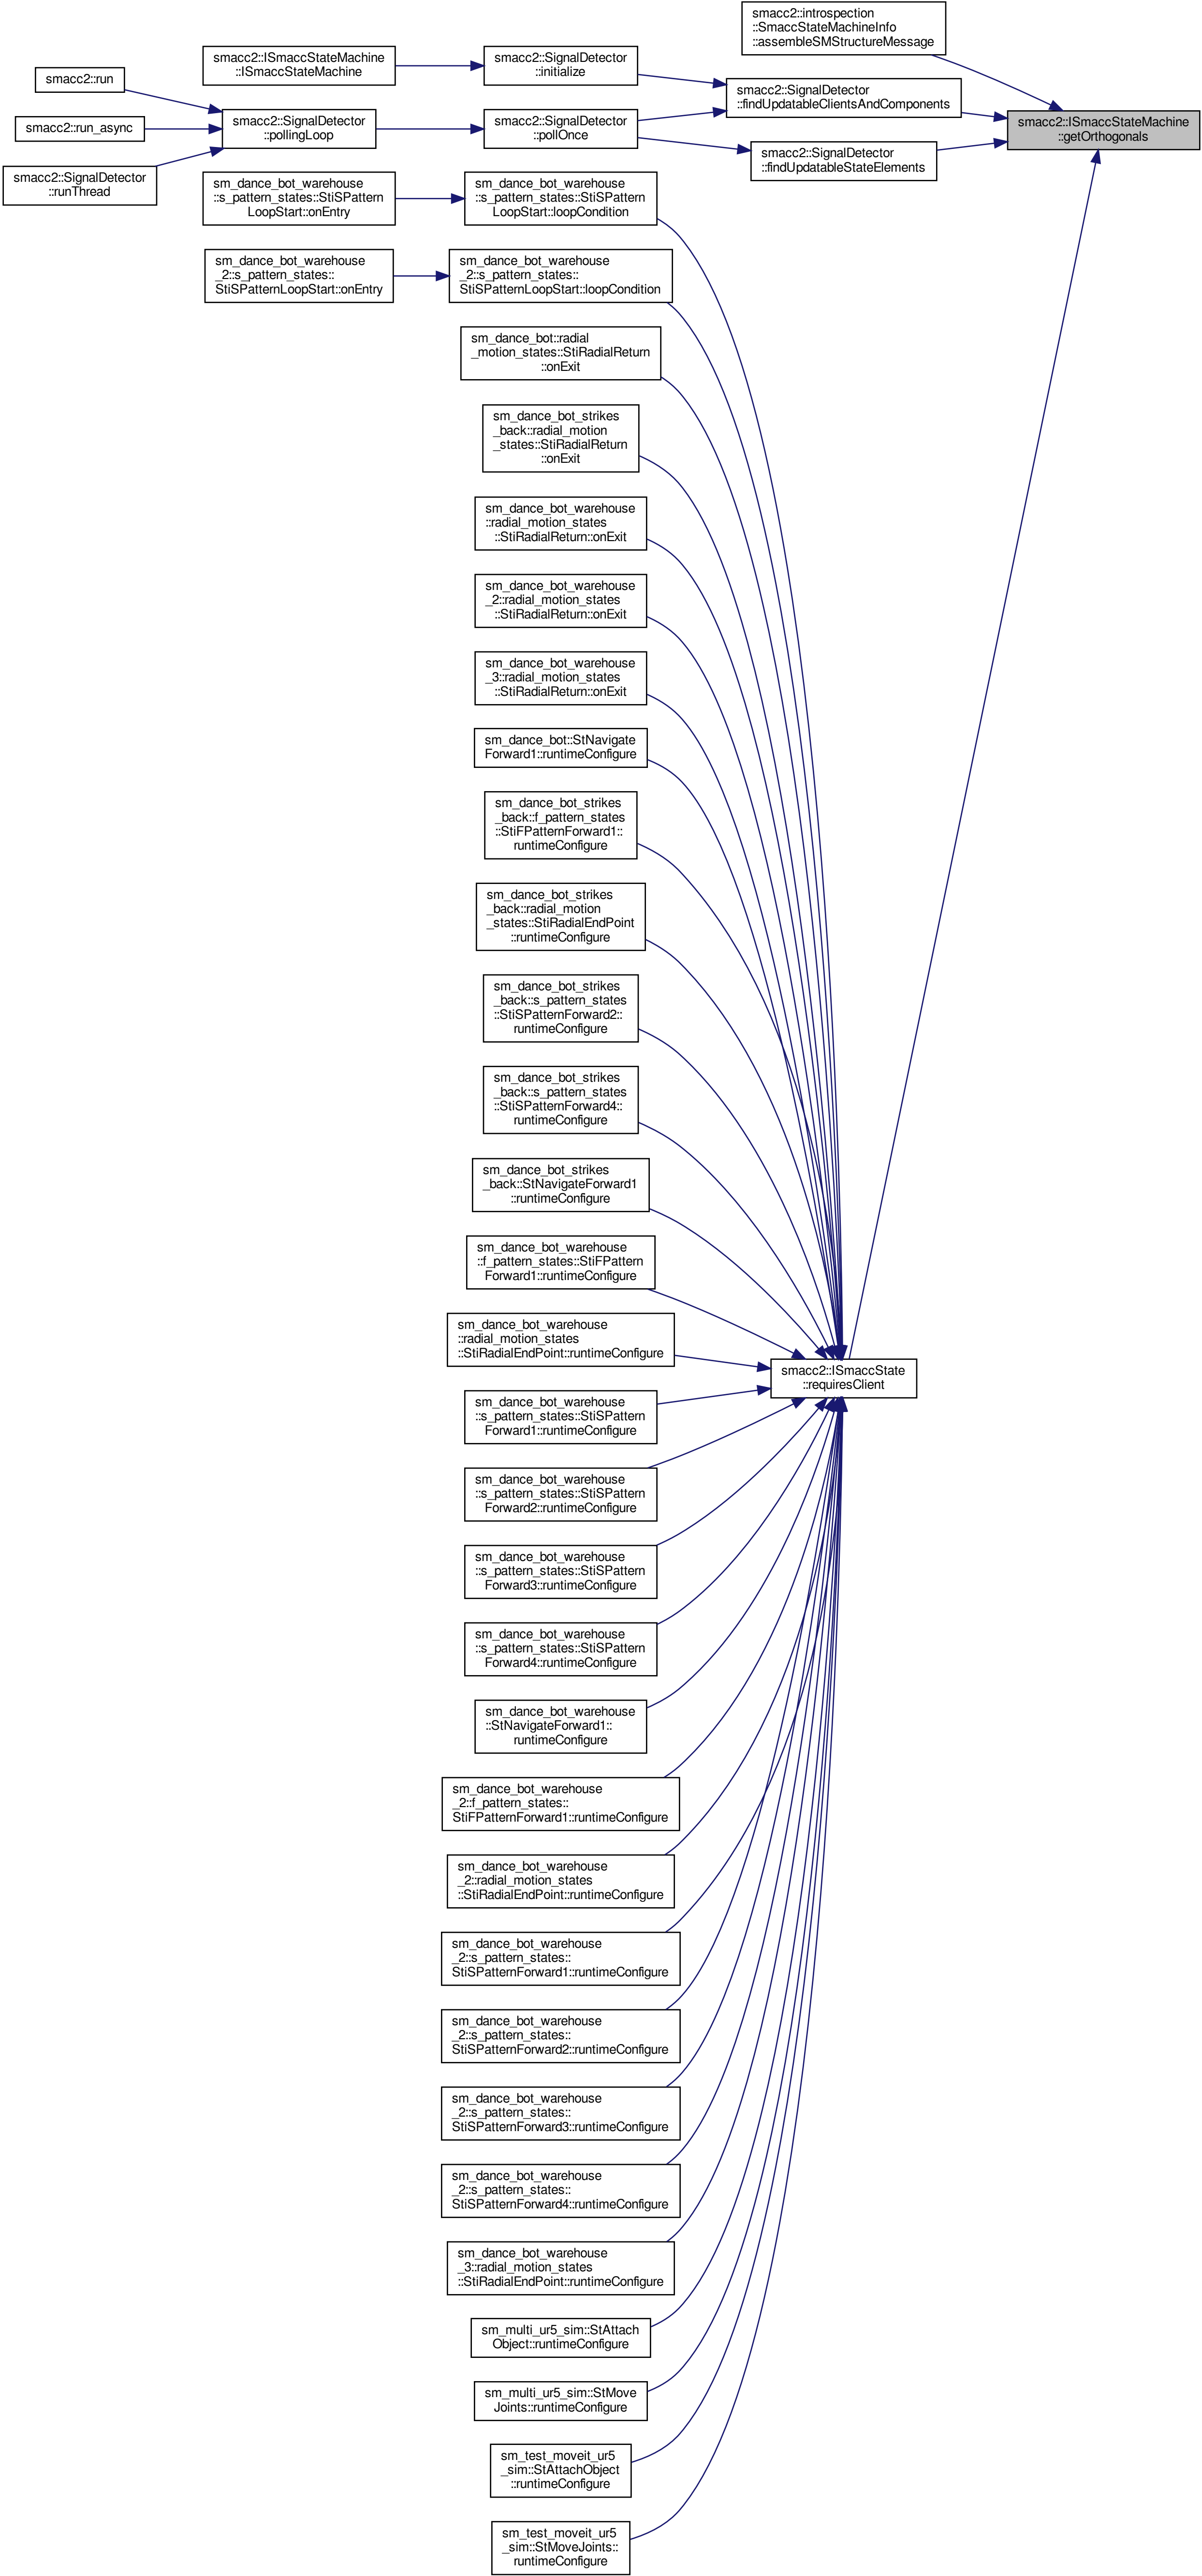 smacc2::introspection
::SmaccStateMachineInfo
::assembleSMStructureMessage
smacc2::ISmaccStateMachine
::ISmaccStateMachine
smacc2::SignalDetector
::initialize
smacc2::run
smacc2::SignalDetector
::findUpdatableClientsAndComponents
smacc2::run_async
smacc2::SignalDetector
::pollingLoop
smacc2::SignalDetector
::pollOnce
smacc2::ISmaccStateMachine
::getOrthogonals
smacc2::SignalDetector
::findUpdatableStateElements
smacc2::SignalDetector
::runThread
sm_dance_bot_warehouse
::s_pattern_states::StiSPattern
LoopStart::onEntry
sm_dance_bot_warehouse
::s_pattern_states::StiSPattern
LoopStart::loopCondition
sm_dance_bot_warehouse
_2::s_pattern_states::
StiSPatternLoopStart::onEntry
sm_dance_bot_warehouse
_2::s_pattern_states::
StiSPatternLoopStart::loopCondition
sm_dance_bot::radial
_motion_states::StiRadialReturn
::onExit
sm_dance_bot_strikes
_back::radial_motion
_states::StiRadialReturn
::onExit
sm_dance_bot_warehouse
::radial_motion_states
::StiRadialReturn::onExit
sm_dance_bot_warehouse
_2::radial_motion_states
::StiRadialReturn::onExit
sm_dance_bot_warehouse
_3::radial_motion_states
::StiRadialReturn::onExit
sm_dance_bot::StNavigate
Forward1::runtimeConfigure
sm_dance_bot_strikes
_back::f_pattern_states
::StiFPatternForward1::
runtimeConfigure
sm_dance_bot_strikes
_back::radial_motion
_states::StiRadialEndPoint
::runtimeConfigure
sm_dance_bot_strikes
_back::s_pattern_states
::StiSPatternForward2::
runtimeConfigure
sm_dance_bot_strikes
_back::s_pattern_states
::StiSPatternForward4::
runtimeConfigure
sm_dance_bot_strikes
_back::StNavigateForward1
::runtimeConfigure
sm_dance_bot_warehouse
::f_pattern_states::StiFPattern
Forward1::runtimeConfigure
sm_dance_bot_warehouse
::radial_motion_states
::StiRadialEndPoint::runtimeConfigure
smacc2::ISmaccState
::requiresClient
sm_dance_bot_warehouse
::s_pattern_states::StiSPattern
Forward1::runtimeConfigure
sm_dance_bot_warehouse
::s_pattern_states::StiSPattern
Forward2::runtimeConfigure
sm_dance_bot_warehouse
::s_pattern_states::StiSPattern
Forward3::runtimeConfigure
sm_dance_bot_warehouse
::s_pattern_states::StiSPattern
Forward4::runtimeConfigure
sm_dance_bot_warehouse
::StNavigateForward1::
runtimeConfigure
sm_dance_bot_warehouse
_2::f_pattern_states::
StiFPatternForward1::runtimeConfigure
sm_dance_bot_warehouse
_2::radial_motion_states
::StiRadialEndPoint::runtimeConfigure
sm_dance_bot_warehouse
_2::s_pattern_states::
StiSPatternForward1::runtimeConfigure
sm_dance_bot_warehouse
_2::s_pattern_states::
StiSPatternForward2::runtimeConfigure
sm_dance_bot_warehouse
_2::s_pattern_states::
StiSPatternForward3::runtimeConfigure
sm_dance_bot_warehouse
_2::s_pattern_states::
StiSPatternForward4::runtimeConfigure
sm_dance_bot_warehouse
_3::radial_motion_states
::StiRadialEndPoint::runtimeConfigure
sm_multi_ur5_sim::StAttach
Object::runtimeConfigure
sm_multi_ur5_sim::StMove
Joints::runtimeConfigure
sm_test_moveit_ur5
_sim::StAttachObject
::runtimeConfigure
sm_test_moveit_ur5
_sim::StMoveJoints::
runtimeConfigure